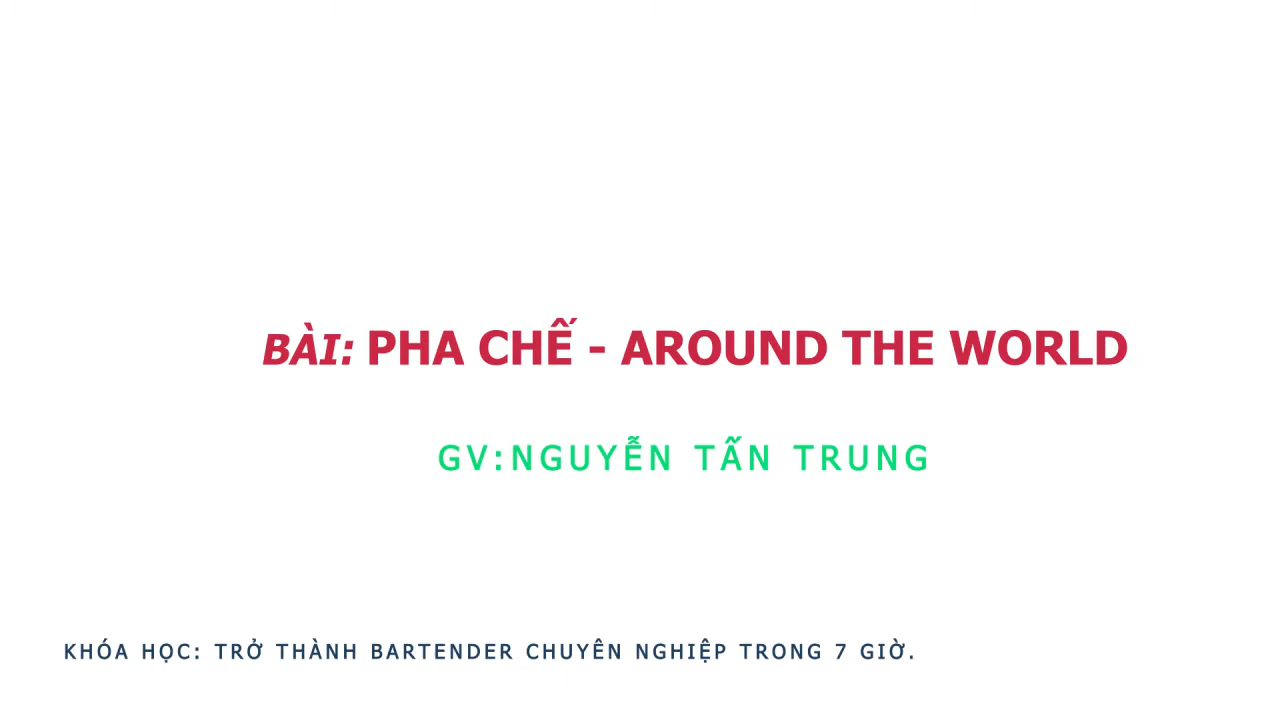 BÀI: PHA CHẾ - AROUND THE WORLD
GV:NGUYỄN TẤN TRUNG
KHÓA HỌC: TRỞ THÀNH BARTENDER CHUYÊN NGHIỆP TRONG 7 GIỜ.